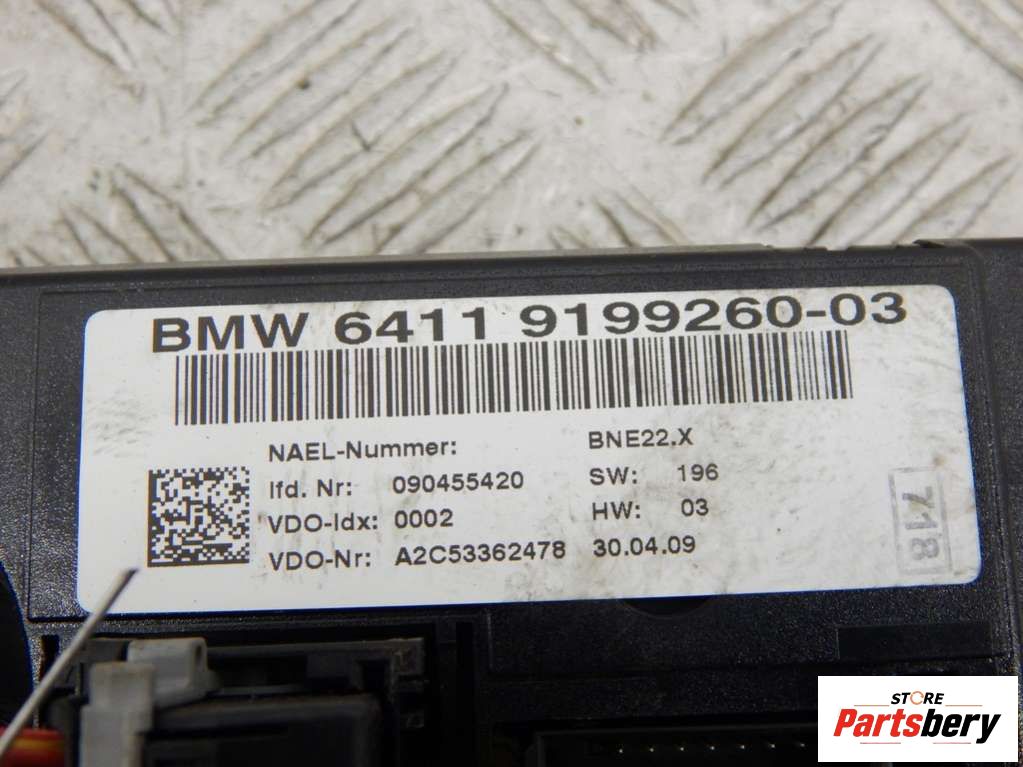 BMW 6411 9199260-03
NAEL-Nummer: BNE22.X
lfd. Nr: 090455420 SW: 196
VDO-Idx: 0002 HW: 03
VDO-Nr: A2C53362478 30.04.09
718
STORE
Partsbery